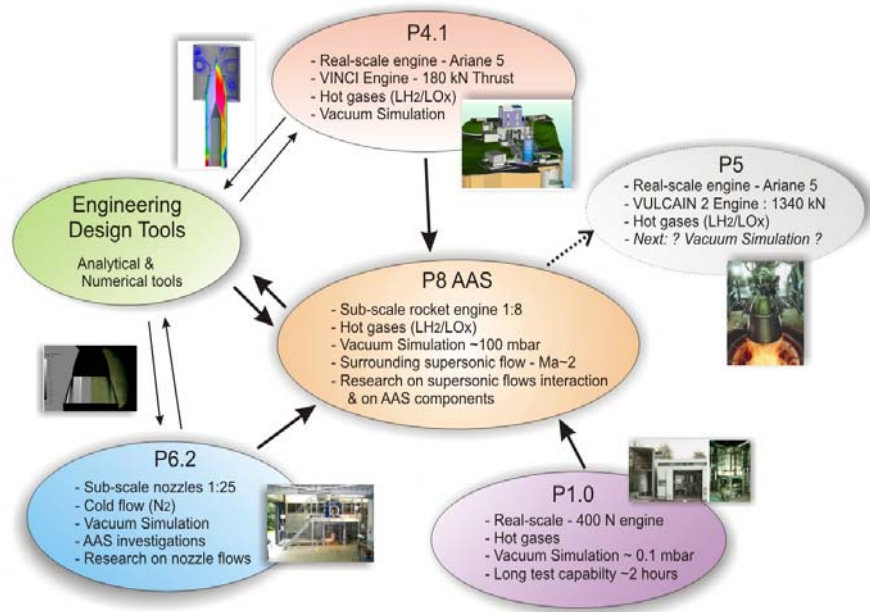 P4.1
- Real-scale engine - Ariane 5
- VINCI Engine - 180 kN Thrust
- Hot gases (LH2/LOx)
- Vacuum Simulation
P5
- Real-scale engine - Ariane 5
- VULCAIN 2 Engine : 1340 kN
- Hot gases (LH2/LOx)
- Next: ? Vacuum Simulation ?
Engineering
Design Tools
Analytical &
Numerical tools
P8 AAS
- Sub-scale rocket engine 1:8
- Hot gases (LH2/LOx)
- Vacuum Simulation ~100 mbar
- Surrounding supersonic flow - Ma~2
- Research on supersonic flows interaction
& on AAS components
P6.2
- Sub-scale nozzles 1:25
- Cold flow (N2)
- Vacuum Simulation
- AAS investigations
- Research on nozzle flows
P1.0
- Real-scale - 400 N engine
- Hot gases
- Vacuum Simulation ~ 0.1 mbar
- Long test capabilty ~2 hours